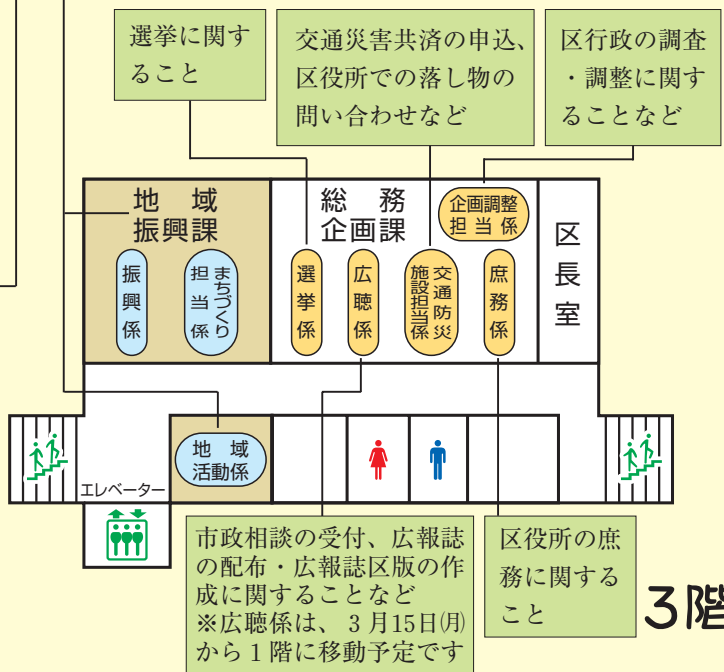 選挙に関す
ること
交通災害共済の申込、
区役所での落し物の
問い合わせなど
区行政の調査
・調整に関す
ることなど
地域
振興課
振興係
まちづくり
担当係
総務
企画課
企画調整
担当係
選挙係
広聴係
交通防災
施設担当係
庶務係
区長室
地域
活動係
エレベーター
市政相談の受付、広報誌
の配布・広報誌区版の作
成に関することなど
※広聴係は、3月15日㈪
から1階に移動予定です
区役所の庶
務に関する
こと
3階